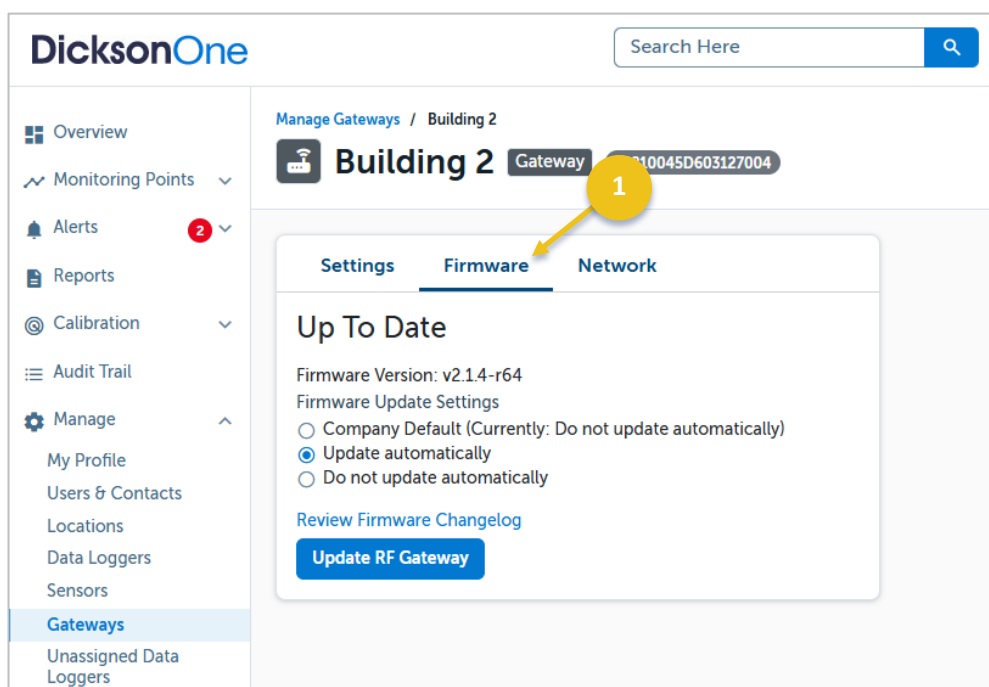 DicksonOne
Search Here
Overview
Monitoring Points
Alerts
2
Reports
Calibration
Audit Trail
Manage
My Profile
Users & Contacts
Locations
Data Loggers
Sensors
Gateways
Unassigned Data
Loggers
Manage Gateways / Building 2
Building 2 Gateway 10045D603127004
1
Settings Firmware Network
Up To Date
Firmware Version: v2.1.4-r64
Firmware Update Settings
Company Default (Currently: Do not update automatically)
Update automatically
Do not update automatically
Review Firmware Changelog
Update RF Gateway